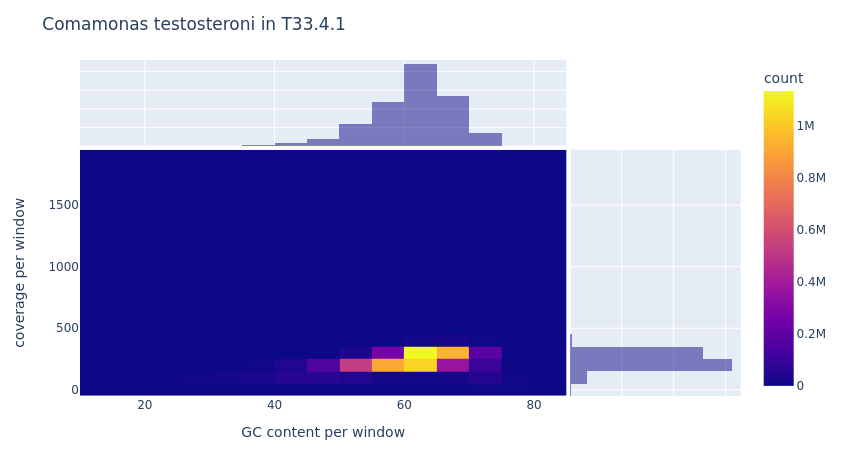 Comamonas testosteroni in T33.4.1
count
1M
0.8M
0.6M
0.4M
0.2M
0
coverage per window
1500
1000
500
0
20 40 60 80
GC content per window